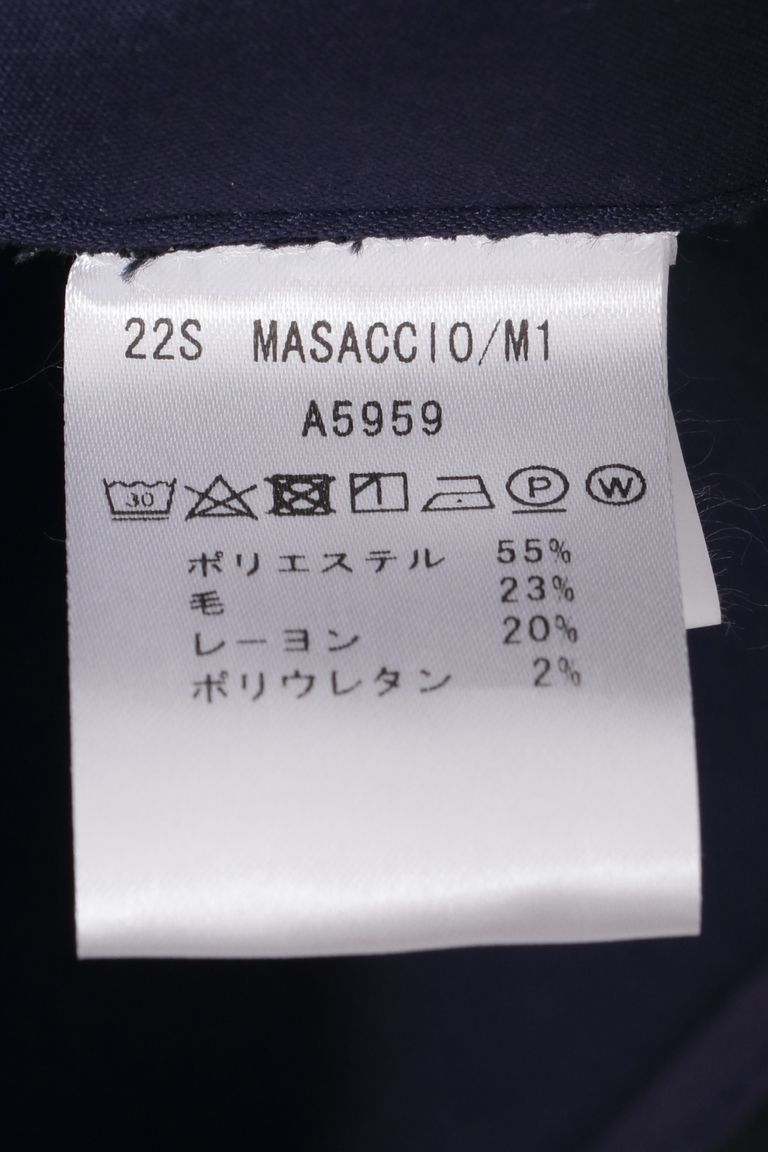 22S MASACCIO/M1
A5959
30 P W
ポリエステル 55%
毛 23%
レーヨン 20%
ポリウレタン 2%